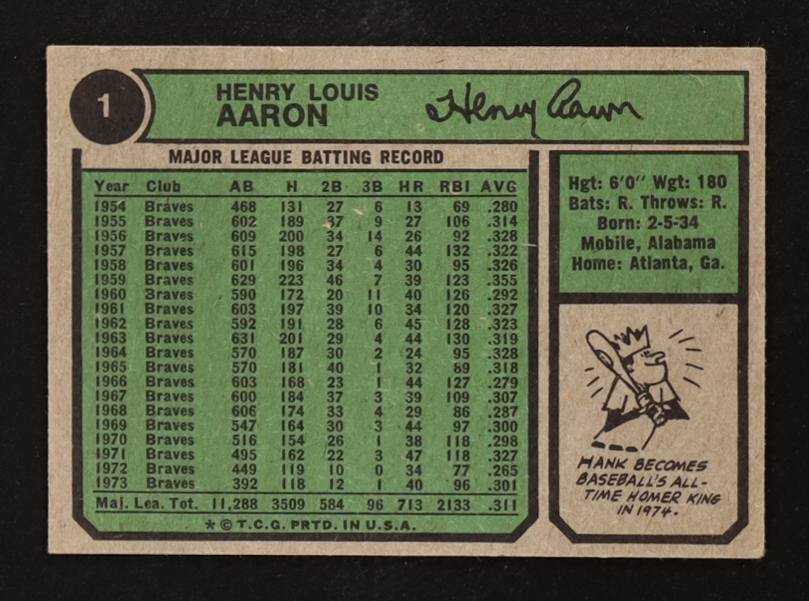 1
HENRY LOUIS
AARON
Henry Aaron
MAJOR LEAGUE BATTING RECORD
Year Club AB H 2B 3B HR RBI AVG
1954 Braves 468 131 27 6 13 69 .280
1955 Braves 602 189 37 9 27 106 .314
1956 Braves 609 200 34 14 26 92 .328
1957 Braves 615 198 27 6 44 132 .322
1958 Braves 601 196 34 4 30 95 .326
1959 Braves 629 223 46 7 39 123 .355
1960 Braves 590 172 20 11 40 126 .292
1961 Braves 603 197 39 10 34 120 .327
1962 Braves 592 191 28 6 45 128 .323
1963 Braves 631 201 29 4 44 130 .319
1964 Braves 570 187 30 2 24 95 .328
1965 Braves 570 181 40 1 32 89 .318
1966 Braves 603 168 23 1 44 127 .279
1967 Braves 600 184 37 3 39 109 .307
1968 Braves 606 174 33 4 29 86 .287
1969 Braves 547 164 30 3 44 97 .300
1970 Braves 516 154 26 1 38 118 .298
1971 Braves 495 162 22 3 47 118 .327
1972 Braves 449 119 10 0 34 77 .265
1973 Braves 392 118 12 1 40 96 .301
Maj. Lea. Tot. 11,288 3509 584 96 713 2133 .311
* © T.C.G. PRTD. IN U.S.A.
Hgt: 6'0" Wgt: 180
Bats: R. Throws: R.
Born: 2-5-34
Mobile, Alabama
Home: Atlanta, Ga.
HANK BECOMES
BASEBALL'S ALL-
TIME HOMER KING
IN 1974.